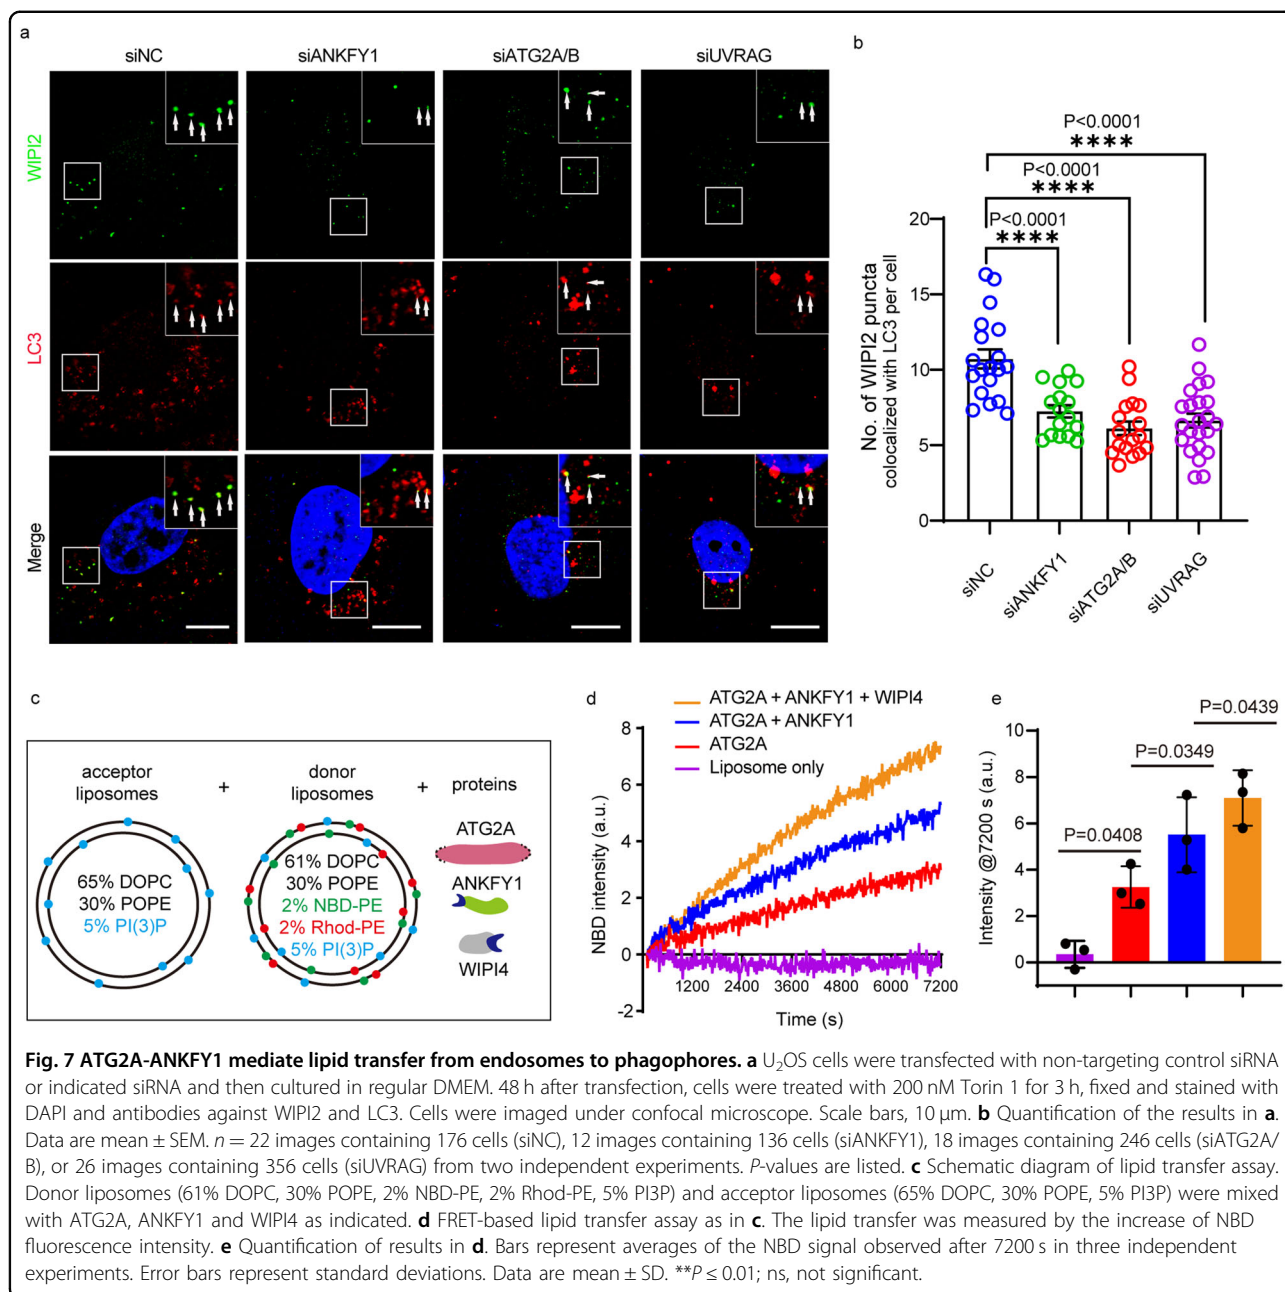 a
siNC
siANKFY1
siATG2A/B
siUVRAG
WIPI2
LC3
Merge
b
P<0.0001
****
P<0.0001
****
P<0.0001
****
No. of WIPI2 puncta
colocalized with LC3 per cell
20
15
10
5
0
siNC
siANKFY1
siATG2A/B
siUVRAG
c
acceptor
liposomes
+
donor
liposomes
+
proteins
65% DOPC
30% POPE
5% PI(3)P
61% DOPC
30% POPE
2% NBD-PE
2% Rhod-PE
5% PI(3)P
ATG2A
ANKFY1
WIPI4
d
ATG2A + ANKFY1 + WIPI4
ATG2A + ANKFY1
ATG2A
Liposome only
NBD intensity (a.u.)
8
6
4
2
0
-2
1200
2400
3600
4800
6000
7200
Time (s)
e
P=0.0439
P=0.0349
P=0.0408
Intensity @7200 s (a.u.)
10
8
6
4
2
0
Fig. 7 ATG2A-ANKFY1 mediate lipid transfer from endosomes to phagophores. a U2OS cells were transfected with non-targeting control siRNA
or indicated siRNA and then cultured in regular DMEM. 48 h after transfection, cells were treated with 200 nM Torin 1 for 3 h, fixed and stained with
DAPI and antibodies against WIPI2 and LC3. Cells were imaged under confocal microscope. Scale bars, 10 μm. b Quantification of the results in a.
Data are mean ± SEM. n = 22 images containing 176 cells (siNC), 12 images containing 136 cells (siANKFY1), 18 images containing 246 cells (siATG2A/
B), or 26 images containing 356 cells (siUVRAG) from two independent experiments. P-values are listed. c Schematic diagram of lipid transfer assay.
Donor liposomes (61% DOPC, 30% POPE, 2% NBD-PE, 2% Rhod-PE, 5% PI3P) and acceptor liposomes (65% DOPC, 30% POPE, 5% PI3P) were mixed
with ATG2A, ANKFY1 and WIPI4 as indicated. d FRET-based lipid transfer assay as in c. The lipid transfer was measured by the increase of NBD
fluorescence intensity. e Quantification of results in d. Bars represent averages of the NBD signal observed after 7200 s in three independent
experiments. Error bars represent standard deviations. Data are mean ± SD. **P ≤ 0.01; ns, not significant.